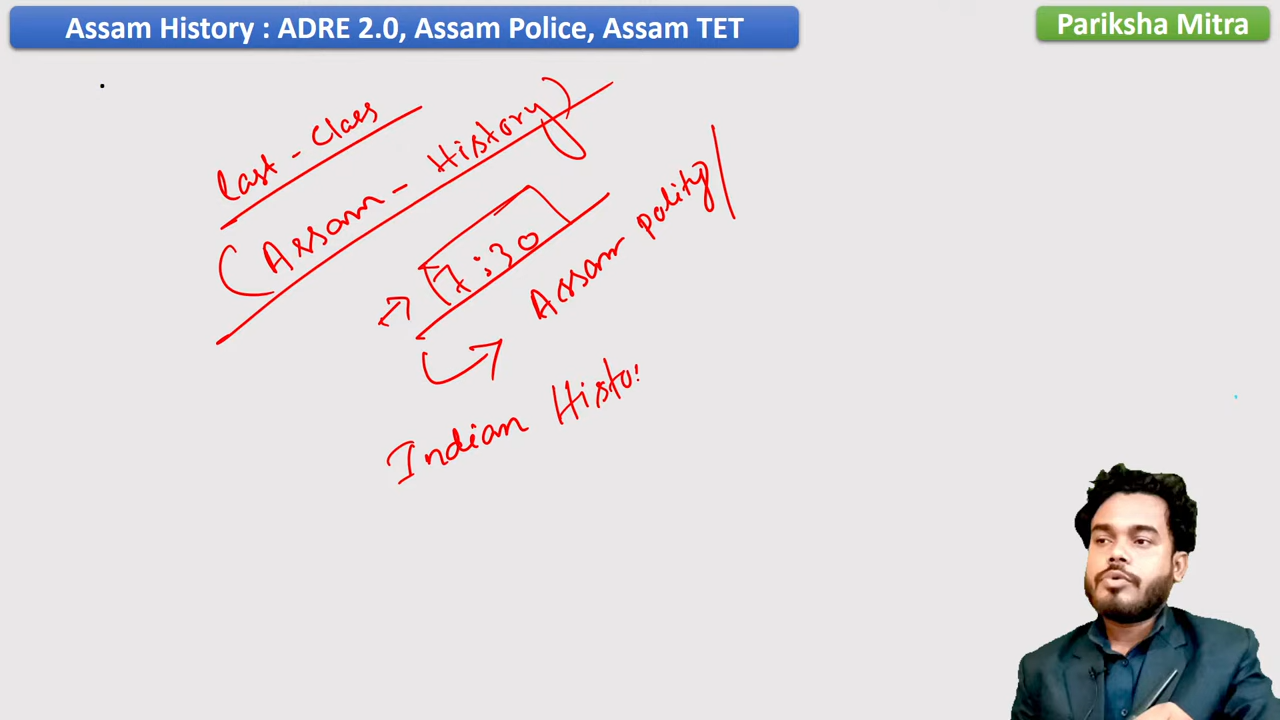 Assam History : ADRE 2.0, Assam Police, Assam TET
Pariksha Mitra
Last - Class
(Assam - History)
7:30
Assam polity/
Indian Histo